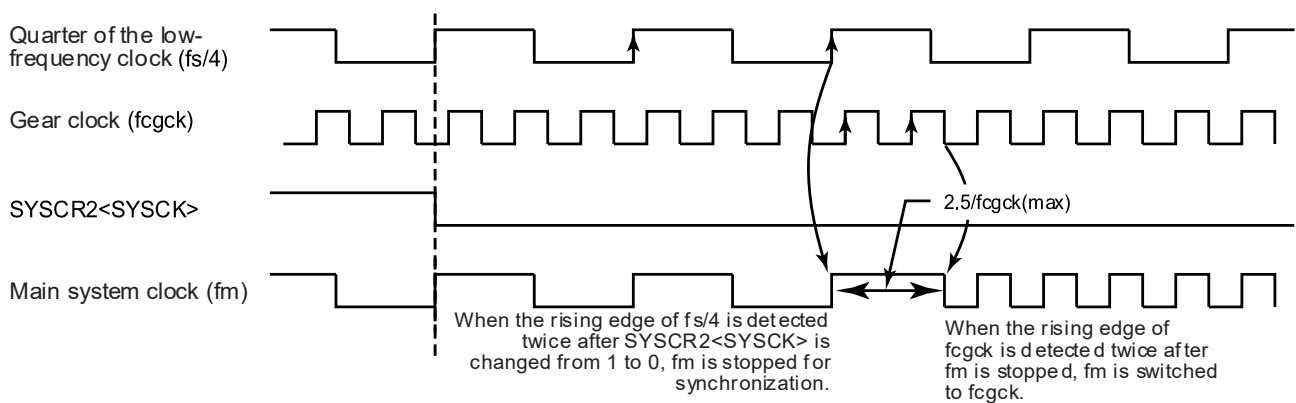 Quarter of the low-
frequency clock (fs/4)
Gear clock (fcgck)
SYSCR2<SYSCK>
2.5/fcgck(max)
Main system clock (fm)
When the rising edge of fs/4 is detected
twice after SYSCR2<SYSCK> is
changed from 1 to 0, fm is stopped for
synchronization.
When the rising edge of
fcgck is detected twice after
fm is stopped, fm is switched
to fcgck.